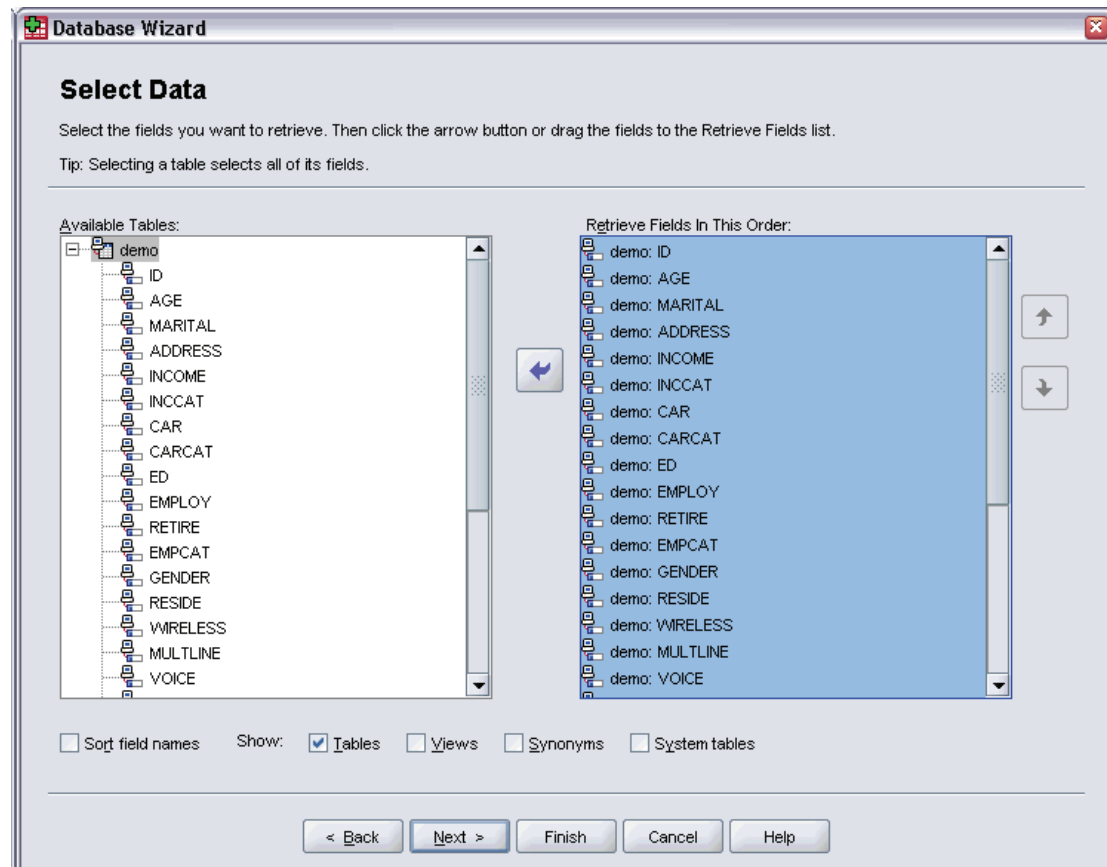 Database Wizard
Select Data
Select the fields you want to retrieve. Then click the arrow button or drag the fields to the Retrieve Fields list.
Tip: Selecting a table selects all of its fields.
Available Tables:
demo
ID
AGE
MARITAL
ADDRESS
INCOME
INCCAT
CAR
CARCAT
ED
EMPLOY
RETIRE
EMPCAT
GENDER
RESIDE
WIRELESS
MULTLINE
VOICE
Retrieve Fields In This Order:
demo: ID
demo: AGE
demo: MARITAL
demo: ADDRESS
demo: INCOME
demo: INCCAT
demo: CAR
demo: CARCAT
demo: ED
demo: EMPLOY
demo: RETIRE
demo: EMPCAT
demo: GENDER
demo: RESIDE
demo: WIRELESS
demo: MULTLINE
demo: VOICE
Sort field names Show: Tables Views Synonyms System tables
< Back Next > Finish Cancel Help